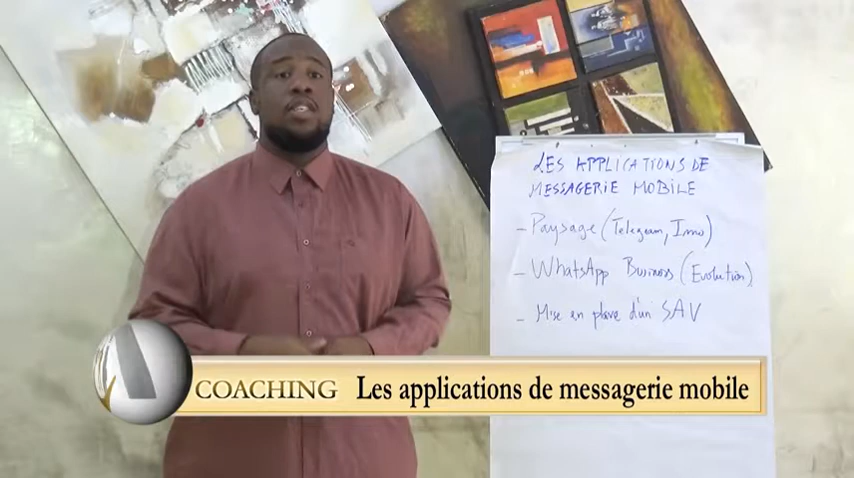 LES APPLICATIONS DE
MESSAGERIE MOBILE
- Paysage (Telegram, Imo)
- WhatsApp Business (Evolution)
- Mise en place d'un SAV
COACHING Les applications de messagerie mobile